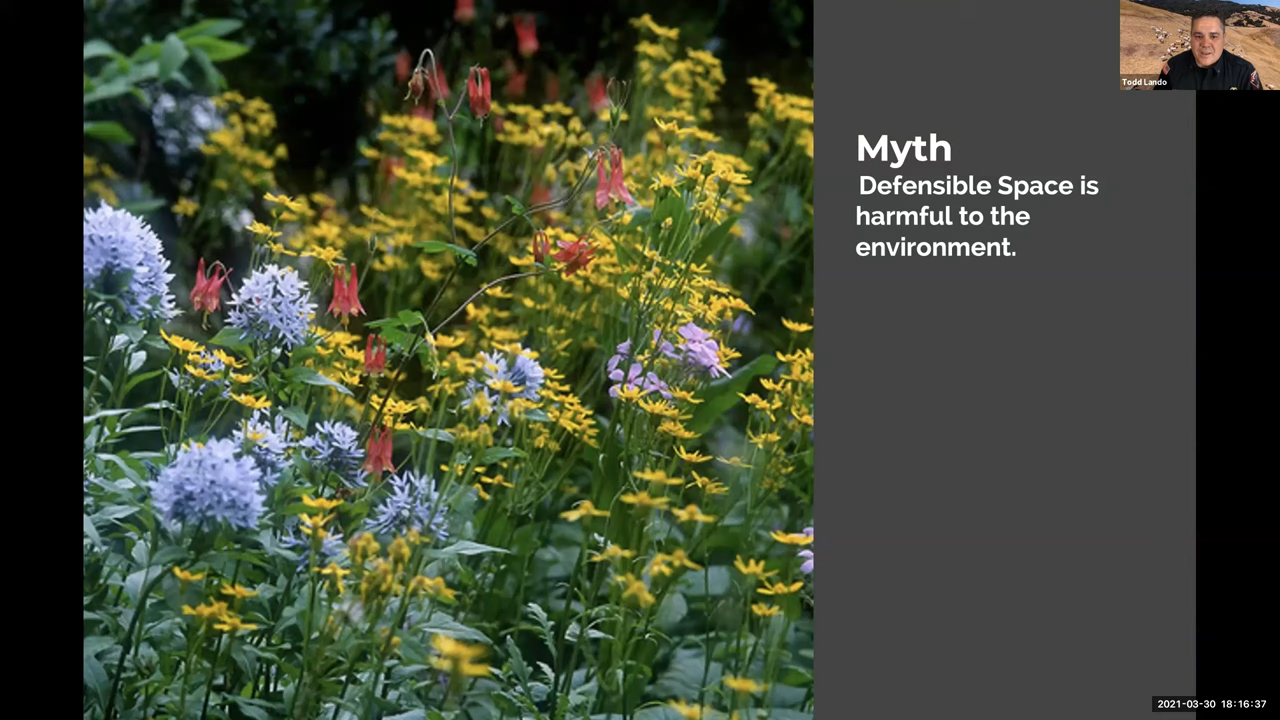 Todd Lando
Myth
Defensible Space is
harmful to the
environment.
2021-03-30 18:16:37